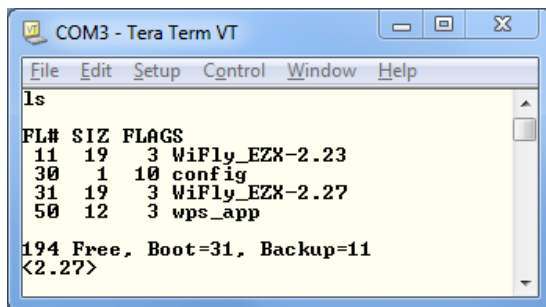 COM3 - Tera Term VT
File Edit Setup Control Window Help
ls
FL# SIZ FLAGS
11 19 3 WiFly_EZX-2.23
30 1 10 config
31 19 3 WiFly_EZX-2.27
50 12 3 wps_app
194 Free, Boot=31, Backup=11
<2.27>